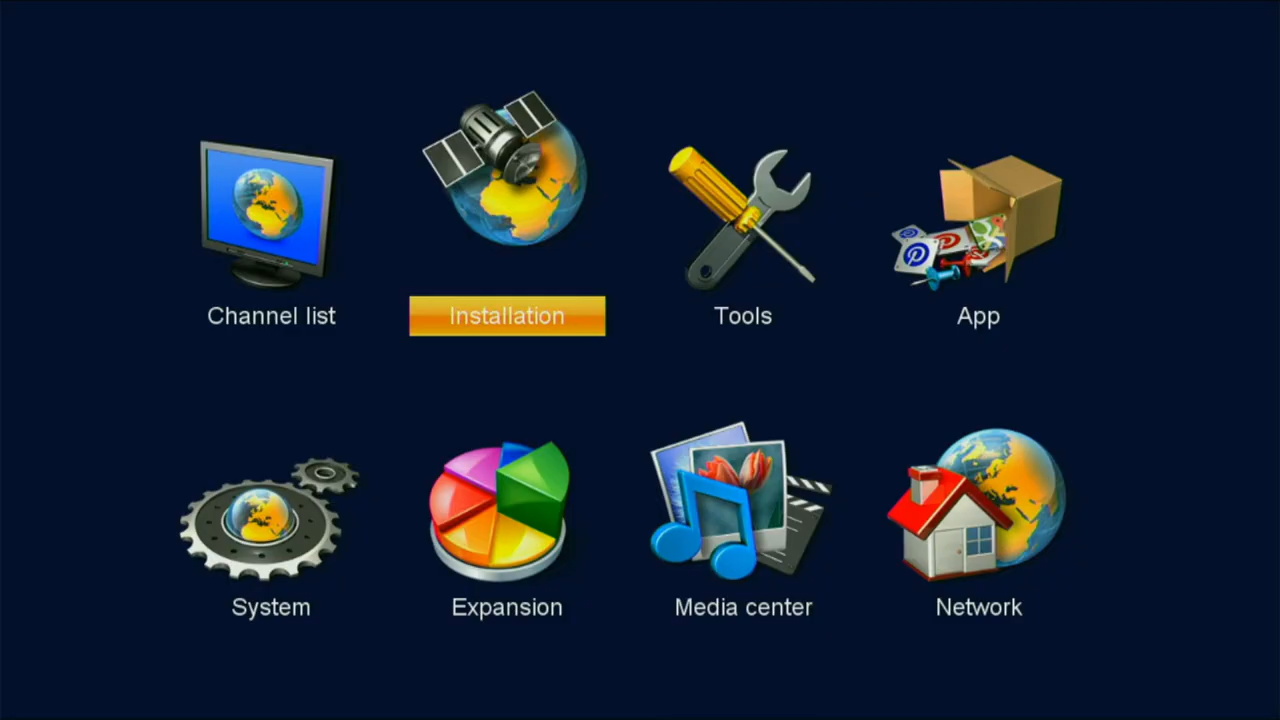 Channel list
Installation
Tools
App
System
Expansion
Media center
Network